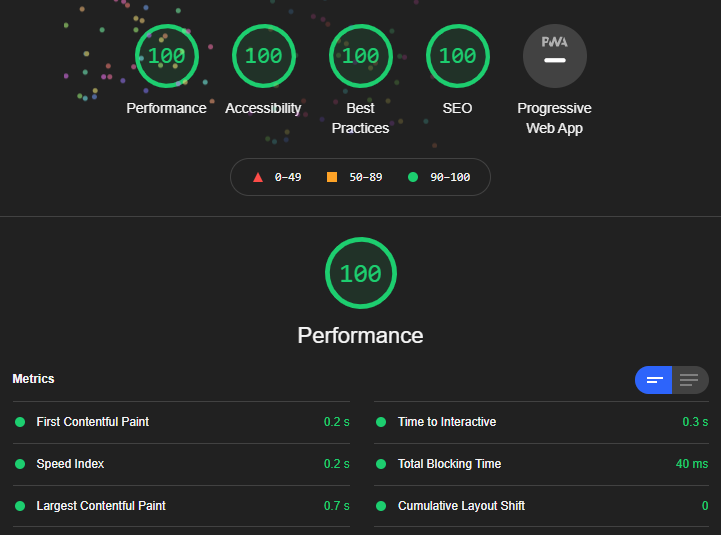 100 100 100 100 PWA
Performance Accessibility Best Practices SEO Progressive Web App
0–49 50–89 90–100
100
Performance
Metrics
First Contentful Paint 0.2 s
Time to Interactive 0.3 s
Speed Index 0.2 s
Total Blocking Time 40 ms
Largest Contentful Paint 0.7 s
Cumulative Layout Shift 0